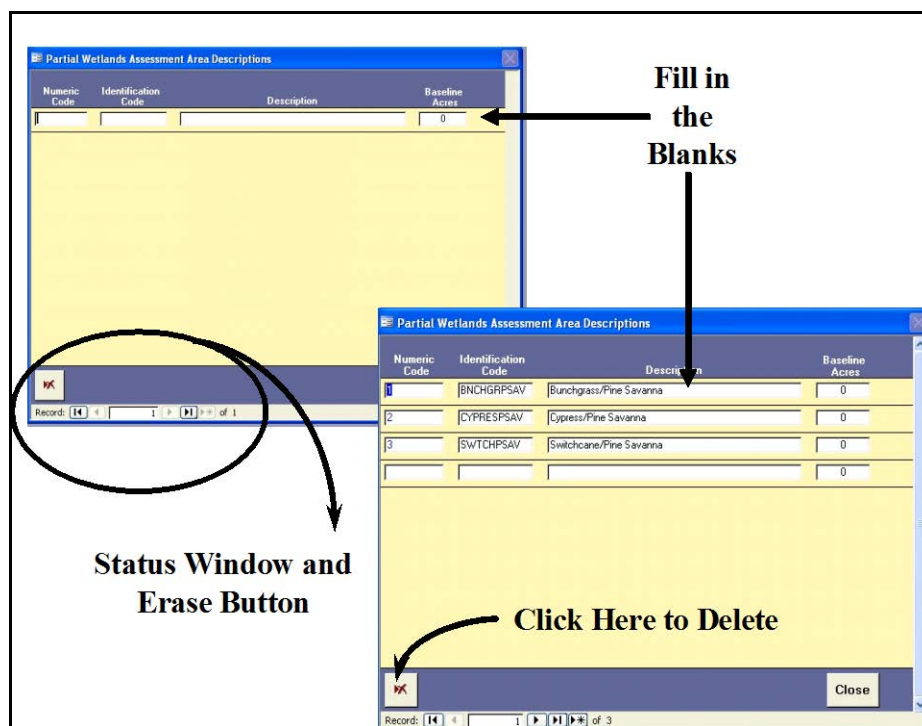 Partial Wetlands Assessment Area Descriptions
Numeric Code Identification Code Description Baseline Acres
0
Record: 1 of 1
Fill in
the
Blanks
Status Window and
Erase Button
Partial Wetlands Assessment Area Descriptions
Numeric Code Identification Code Description Baseline Acres
1 BNCHGRPSAV Bunchgrass/Pine Savanna 0
2 CYPRESPSAV Cypress/Pine Savanna 0
3 SWTCHPSAV Switchcane/Pine Savanna 0
0
Click Here to Delete
Close
Record: 1 of 3